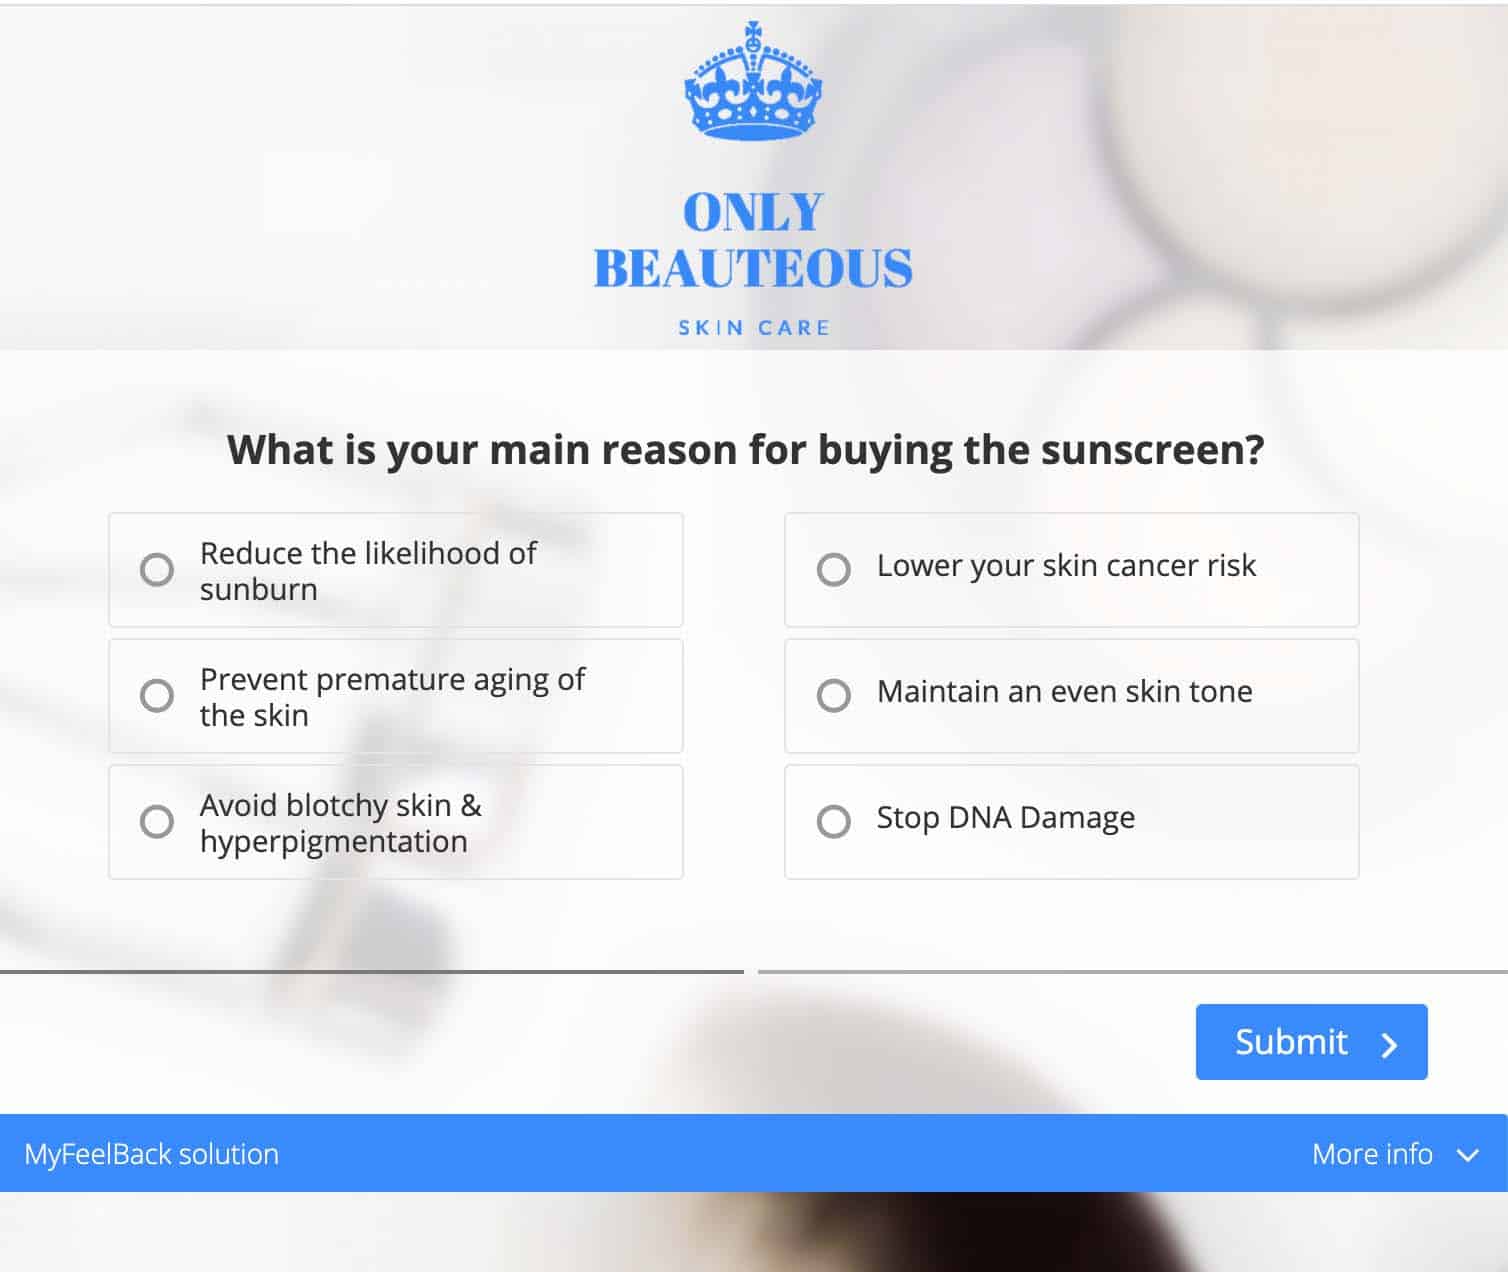 ONLY
BEAUTEOUS
SKIN CARE
What is your main reason for buying the sunscreen?
Reduce the likelihood of
sunburn
Lower your skin cancer risk
Prevent premature aging of
the skin
Maintain an even skin tone
Avoid blotchy skin &
hyperpigmentation
Stop DNA Damage
Submit
MyFeelBack solution
More info